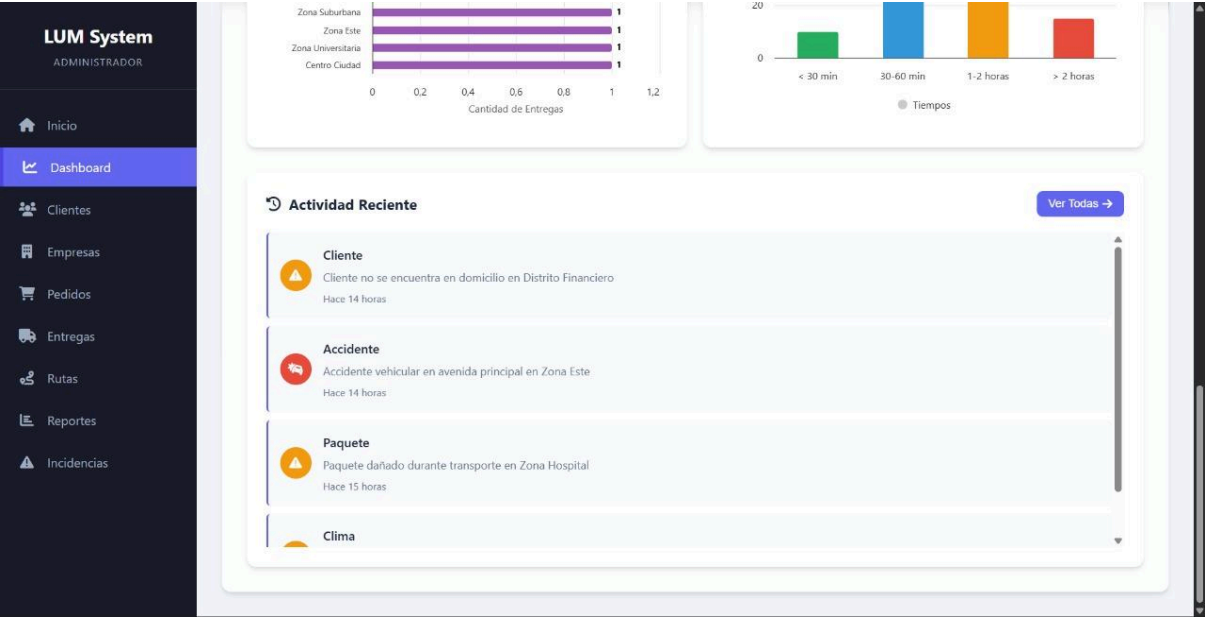 LUM System
ADMINISTRADOR
Inicio
Dashboard
Clientes
Empresas
Pedidos
Entregas
Rutas
Reportes
Incidencias
Zona Suburbana 1
Zona Este 1
Zona Universitaria 1
Centro Ciudad 1
0 0,2 0,4 0,6 0,8 1 1,2
Cantidad de Entregas
20
0
< 30 min 30-60 min 1-2 horas > 2 horas
Tiempos
Actividad Reciente
Ver Todas →
Cliente
Cliente no se encuentra en domicilio en Distrito Financiero
Hace 14 horas
Accidente
Accidente vehicular en avenida principal en Zona Este
Hace 14 horas
Paquete
Paquete dañado durante transporte en Zona Hospital
Hace 15 horas
Clima